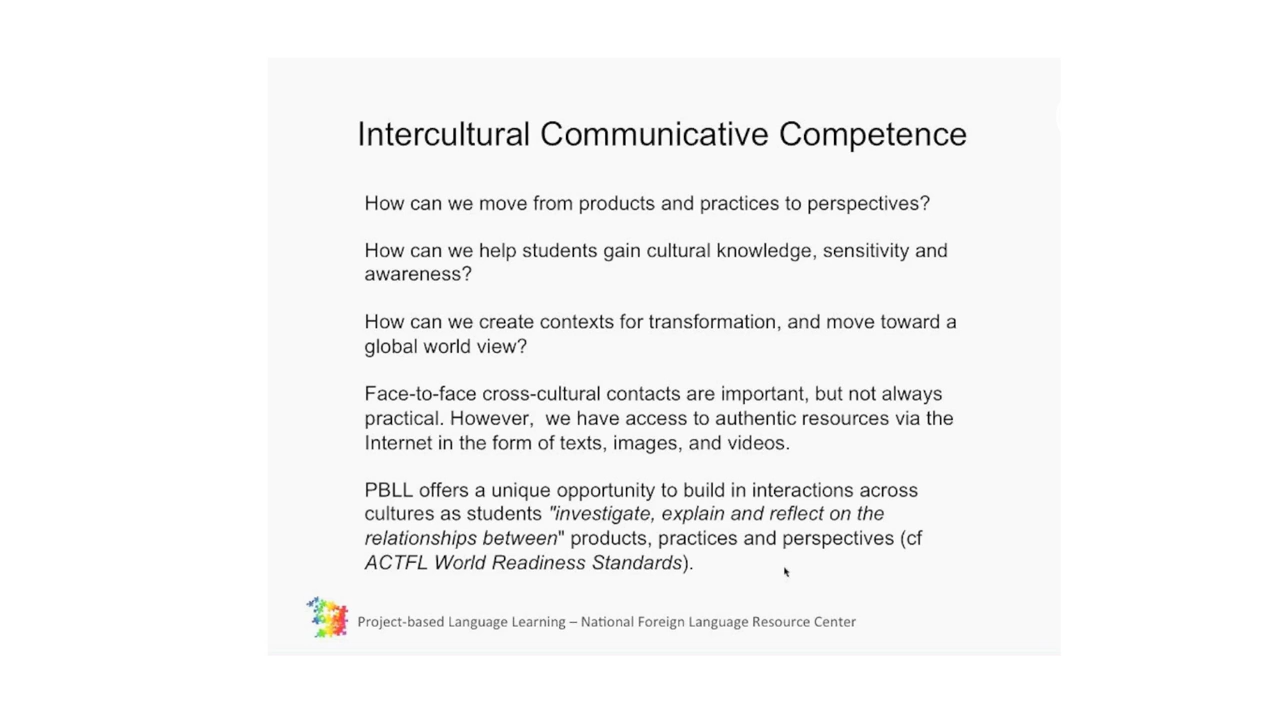 Intercultural Communicative Competence
How can we move from products and practices to perspectives?
How can we help students gain cultural knowledge, sensitivity and
awareness?
How can we create contexts for transformation, and move toward a
global world view?
Face-to-face cross-cultural contacts are important, but not always
practical. However,  we have access to authentic resources via the
Internet in the form of texts, images, and videos.
PBLL offers a unique opportunity to build in interactions across
cultures as students "investigate, explain and reflect on the
relationships between" products, practices and perspectives (cf
ACTFL World Readiness Standards).
Project-based Language Learning – National Foreign Language Resource Center